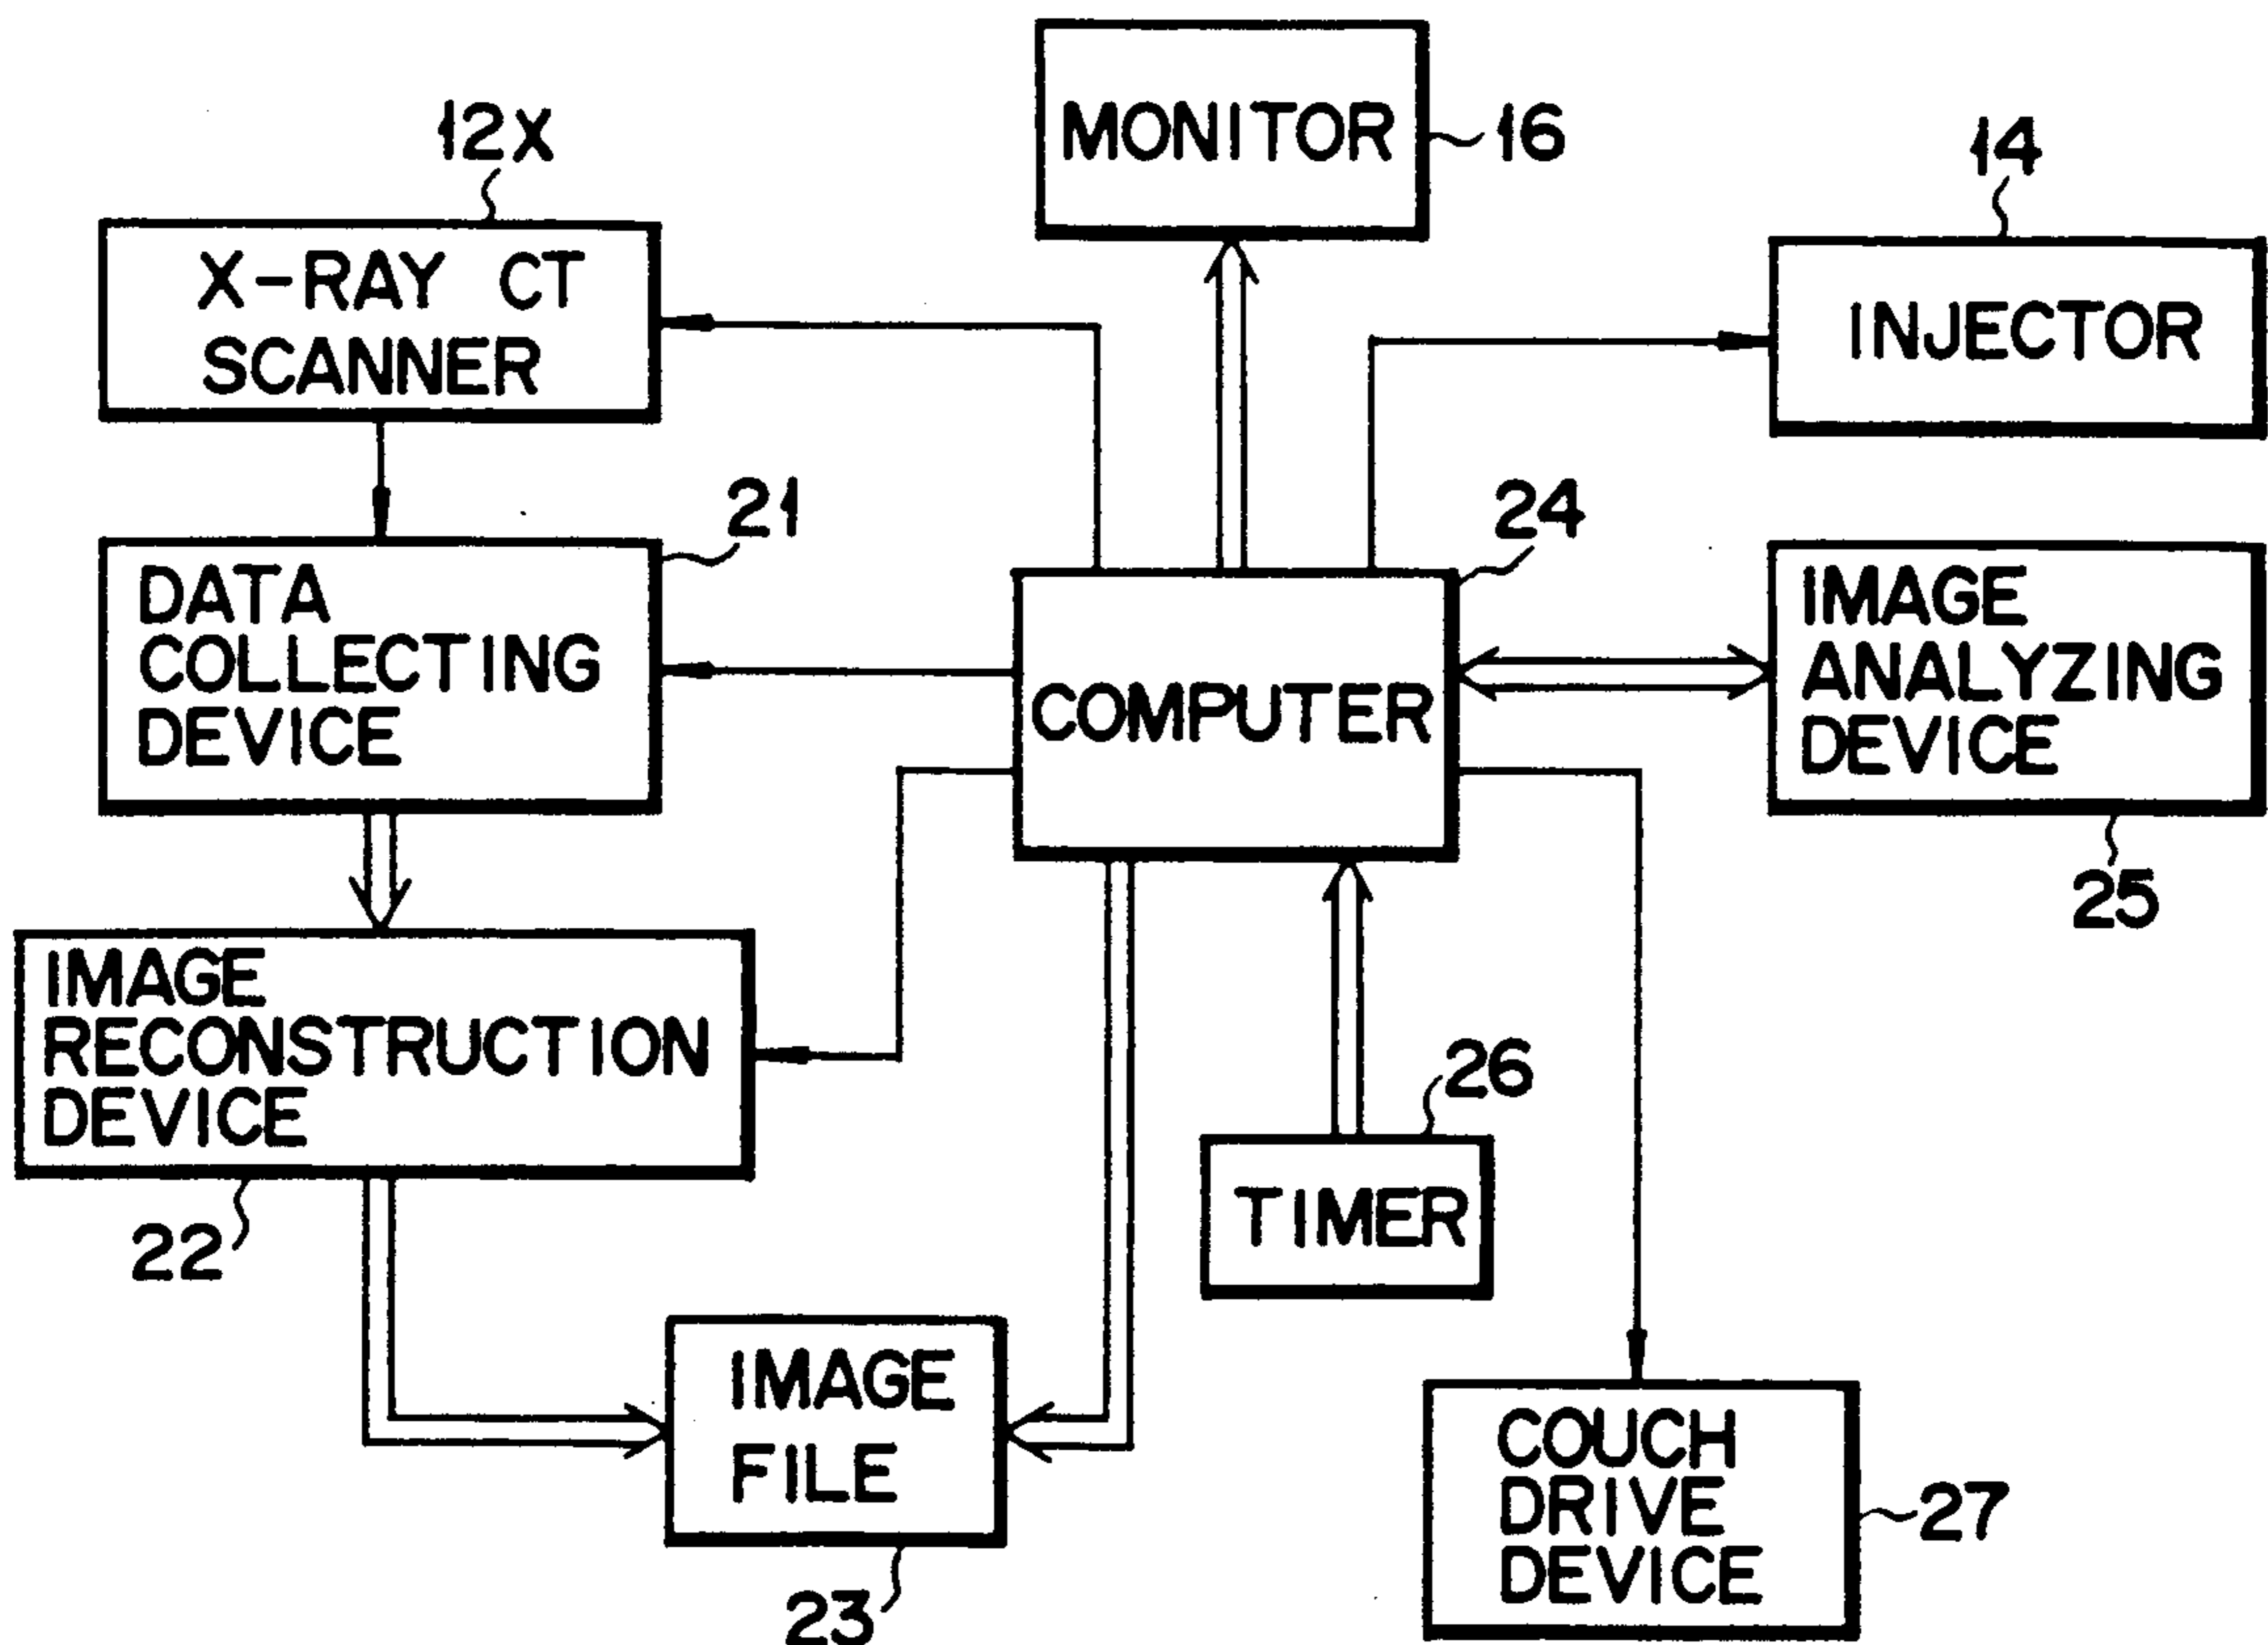 MONITOR
16
12X
X-RAY CT
SCANNER
14
INJECTOR
21
DATA
COLLECTING
DEVICE
24
COMPUTER
IMAGE
ANALYZING
DEVICE
25
IMAGE
RECONSTRUCTION
DEVICE
22
26
TIMER
IMAGE
FILE
23
COUCH
DRIVE
DEVICE
27